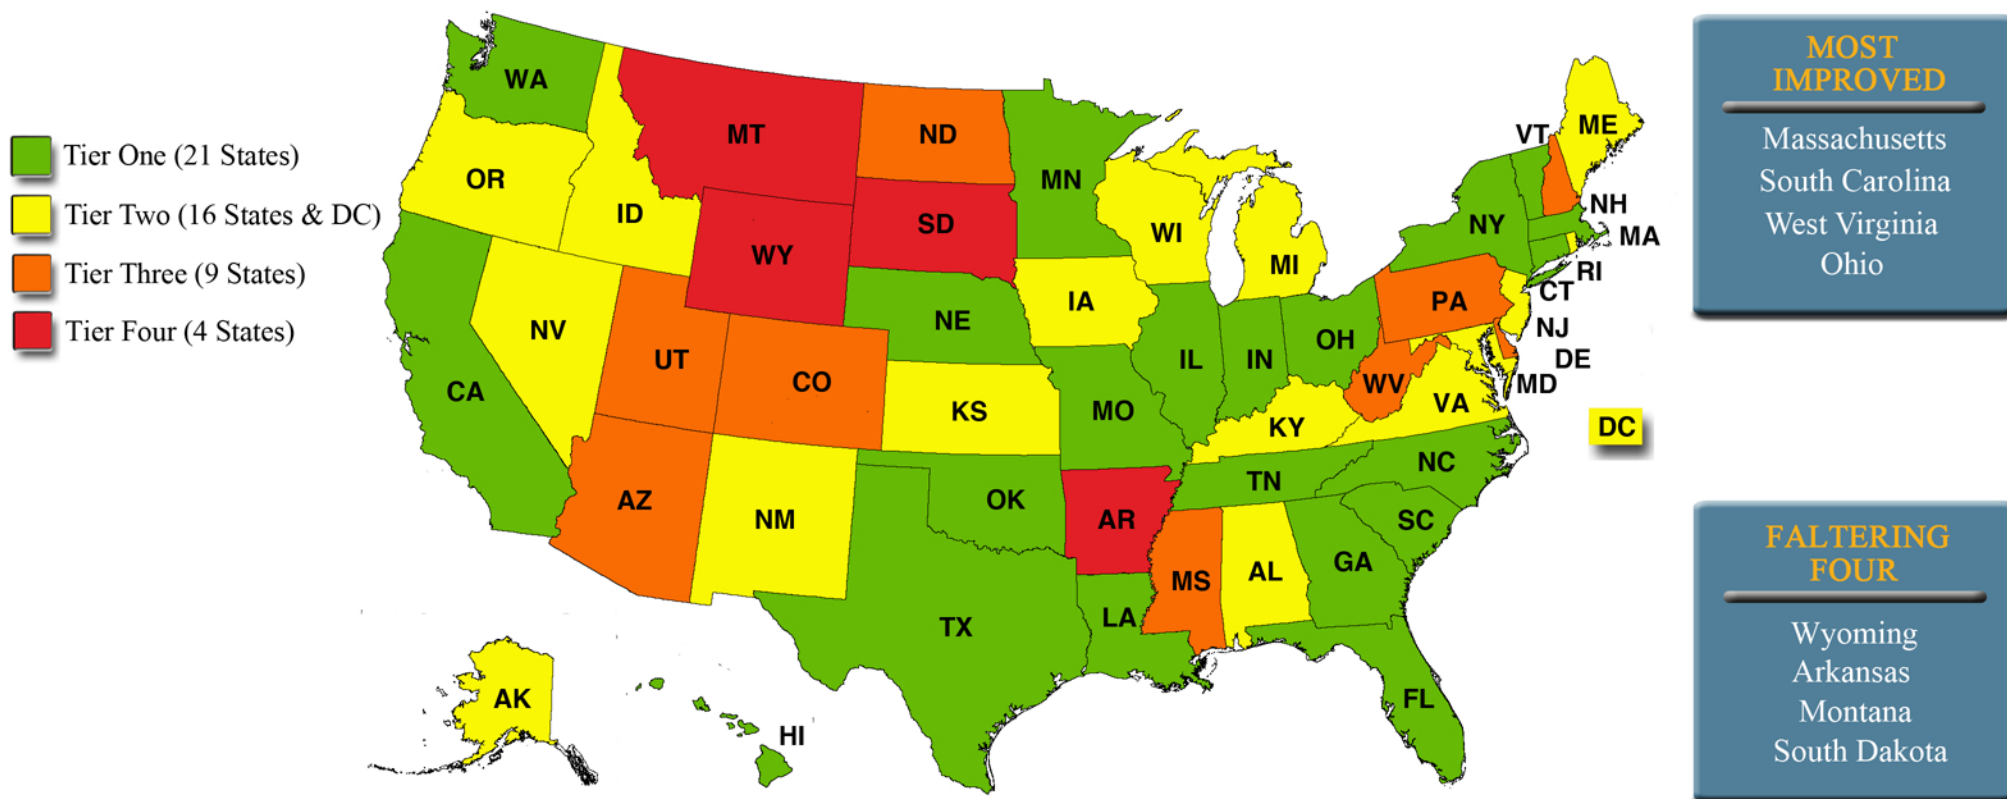 Tier One (21 States)
Tier Two (16 States & DC)
Tier Three (9 States)
Tier Four (4 States)
WA
OR
ID
MT
ND
MN
SD
WY
WI
MI
IA
NE
NV
UT
CO
CA
KS
MO
IL
IN
OH
KY
WV
VA
PA
NY
VT
ME
NH
MA
RI
CT
NJ
DE
MD
DC
AZ
NM
OK
AR
TN
NC
SC
MS
AL
GA
LA
TX
FL
AK
HI
MOST
IMPROVED
Massachusetts
South Carolina
West Virginia
Ohio
FALTERING
FOUR
Wyoming
Arkansas
Montana
South Dakota